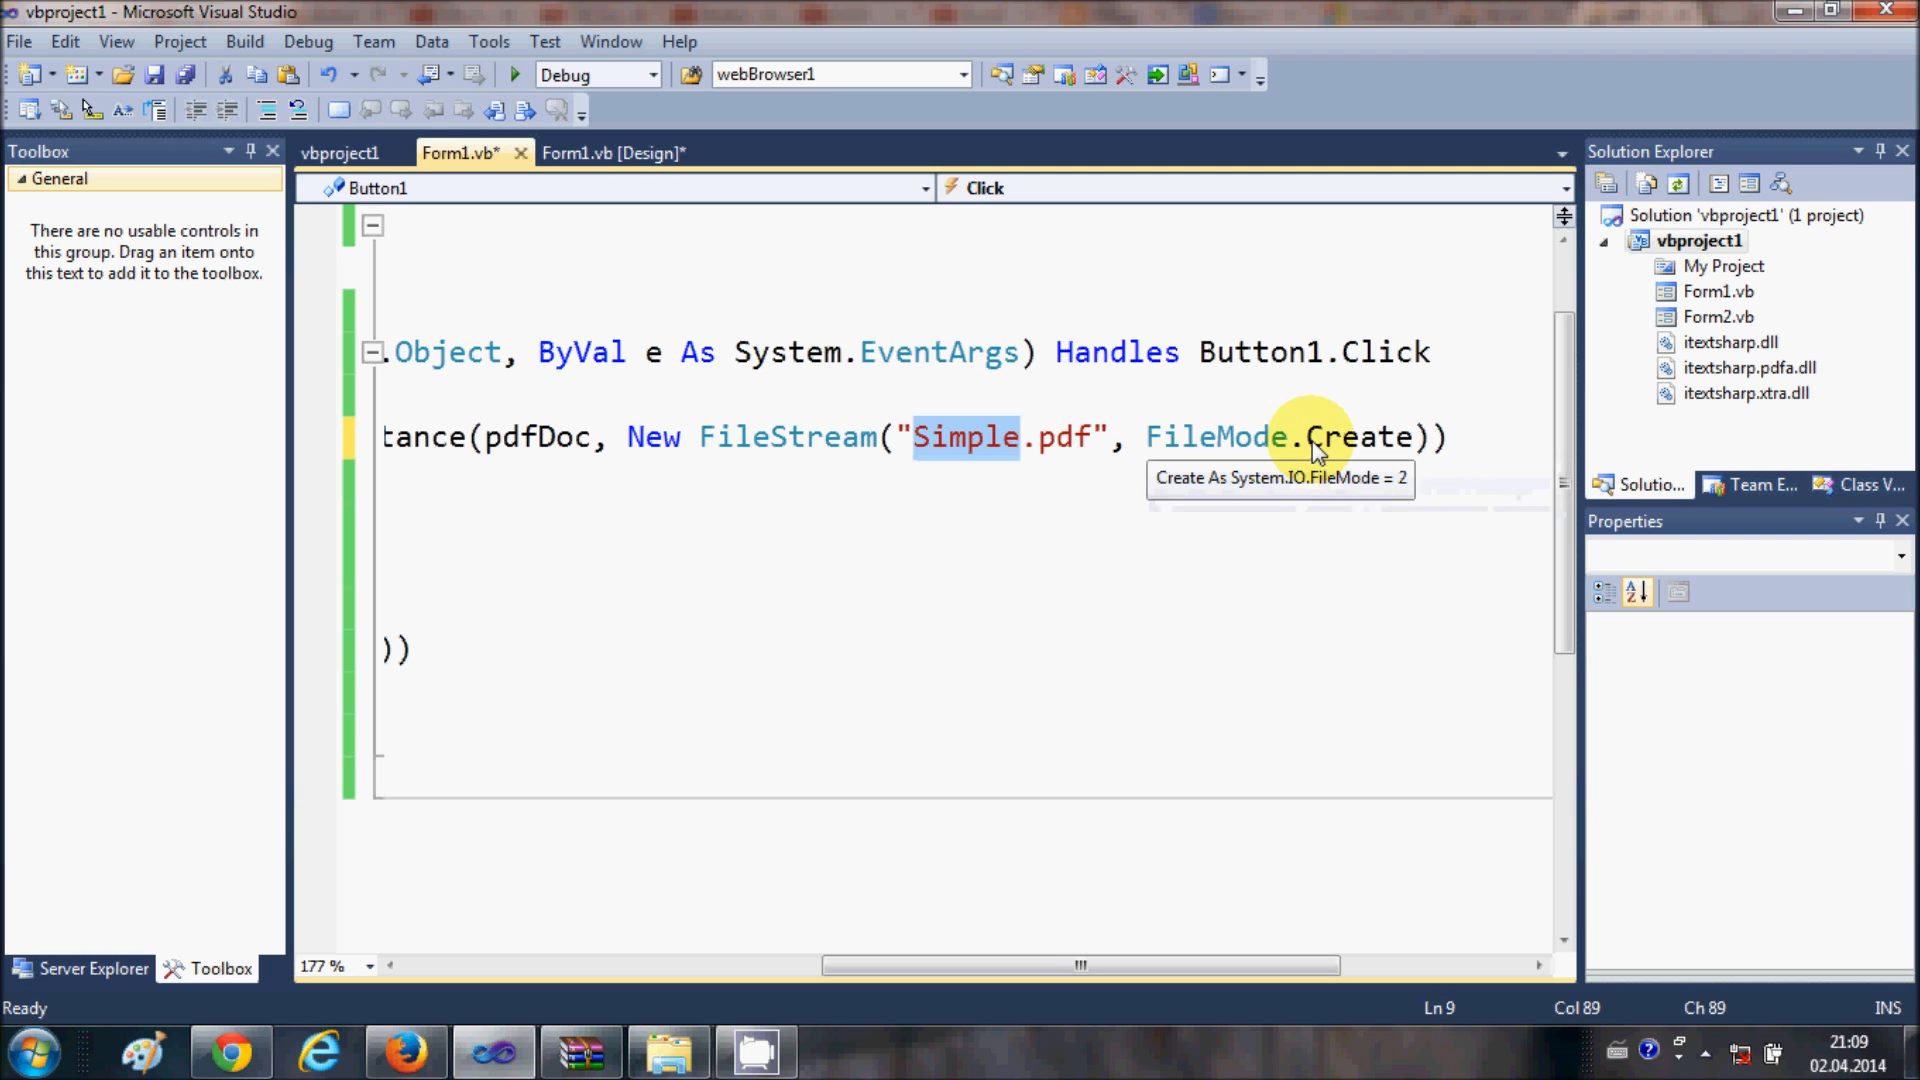 vbproject1 - Microsoft Visual Studio
File Edit View Project Build Debug Team Data Tools Test Window Help
Debug webBrowser1
Toolbox
General
There are no usable controls in
this group. Drag an item onto
this text to add it to the toolbox.
Server Explorer Toolbox
vbproject1 Form1.vb* Form1.vb [Design]*
Button1 Click
.Object, ByVal e As System.EventArgs) Handles Button1.Click
tance(pdfDoc, New FileStream("Simple.pdf", FileMode.Create))
Create As System.IO.FileMode = 2
))
177 %
Solution Explorer
Solution 'vbproject1' (1 project)
vbproject1
My Project
Form1.vb
Form2.vb
itextsharp.dll
itextsharp.pdfa.dll
itextsharp.xtra.dll
Solutio... Team E... Class V...
Properties
Ready Ln 9 Col 89 Ch 89 INS
21:09
02.04.2014